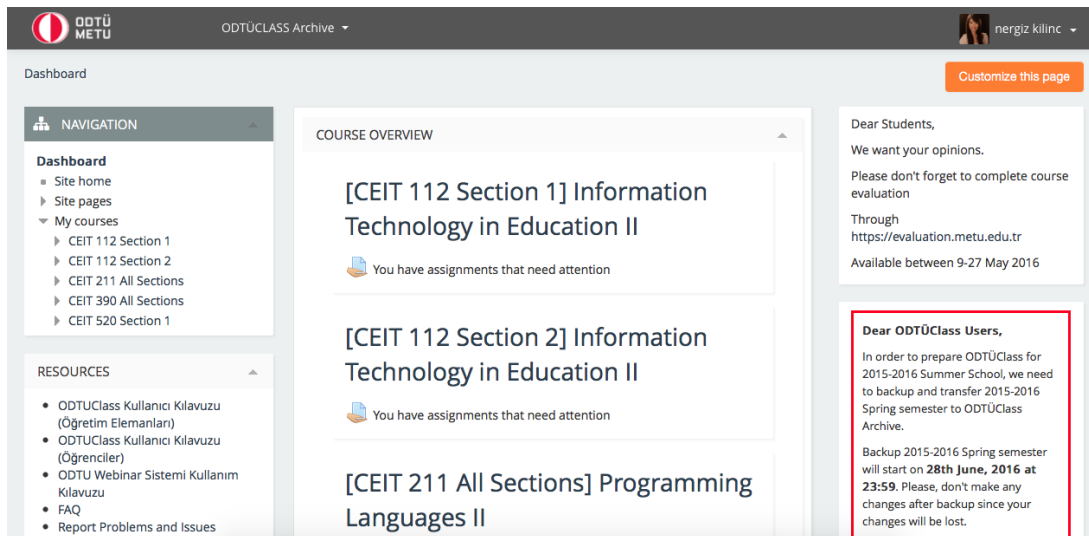 ODTÜ
METU
ODTÜCLASS Archive
nergiz kilinc
Dashboard
Customize this page
NAVIGATION
Dashboard
Site home
Site pages
My courses
CEIT 112 Section 1
CEIT 112 Section 2
CEIT 211 All Sections
CEIT 390 All Sections
CEIT 520 Section 1
RESOURCES
ODTUClass Kullanıcı Kılavuzu
(Öğretim Elemanları)
ODTUClass Kullanıcı Kılavuzu
(Öğrenciler)
ODTU Webinar Sistemi Kullanım
Kılavuzu
FAQ
Report Problems and Issues
COURSE OVERVIEW
[CEIT 112 Section 1] Information
Technology in Education II
You have assignments that need attention
[CEIT 112 Section 2] Information
Technology in Education II
You have assignments that need attention
[CEIT 211 All Sections] Programming
Languages II
Dear Students,
We want your opinions.
Please don't forget to complete course
evaluation
Through
https://evaluation.metu.edu.tr
Available between 9-27 May 2016
Dear ODTÜClass Users,
In order to prepare ODTÜClass for
2015-2016 Summer School, we need
to backup and transfer 2015-2016
Spring semester to ODTÜClass
Archive.
Backup 2015-2016 Spring semester
will start on 28th June, 2016 at
23:59. Please, don't make any
changes after backup since your
changes will be lost.